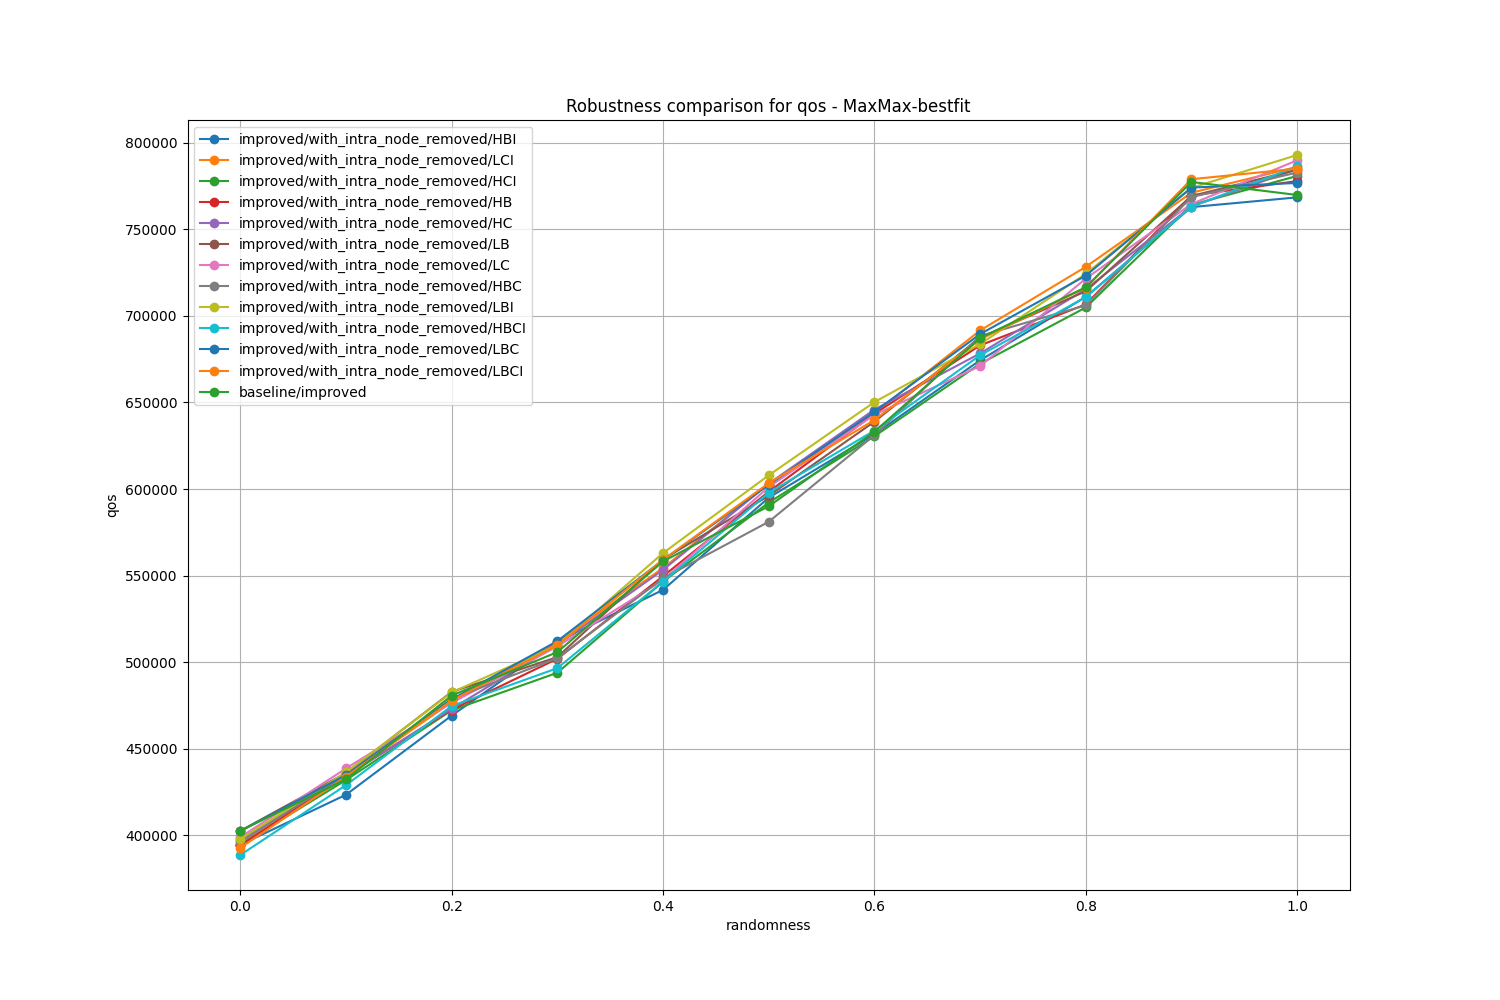 Robustness comparison for qos - MaxMax-bestfit
improved/with_intra_node_removed/HBI
improved/with_intra_node_removed/LCI
improved/with_intra_node_removed/HCI
improved/with_intra_node_removed/HB
improved/with_intra_node_removed/HC
improved/with_intra_node_removed/LB
improved/with_intra_node_removed/LC
improved/with_intra_node_removed/HBC
improved/with_intra_node_removed/LBI
improved/with_intra_node_removed/HBCI
improved/with_intra_node_removed/LBC
improved/with_intra_node_removed/LBCI
baseline/improved
800000
750000
700000
650000
600000
550000
500000
450000
400000
qos
0.0 0.2 0.4 0.6 0.8 1.0
randomness